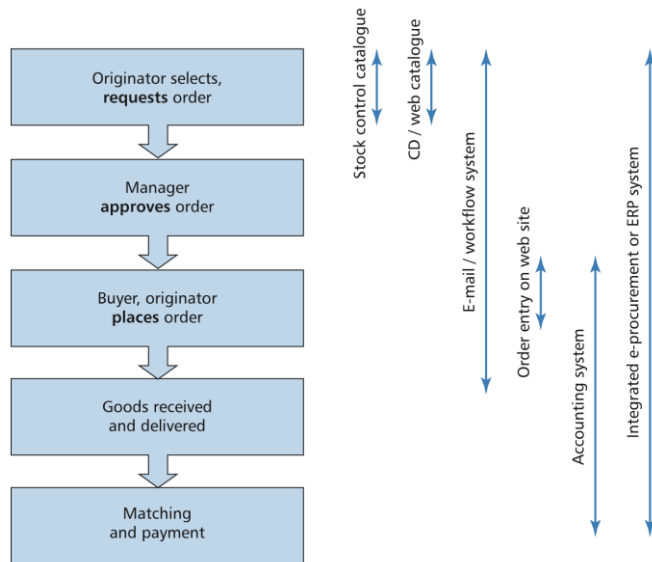 Originator selects,
requests order
Manager
approves order
Buyer, originator
places order
Goods received
and delivered
Matching
and payment
Stock control catalogue
CD / web catalogue
E-mail / workflow system
Order entry on web site
Accounting system
Integrated e-procurement or ERP system